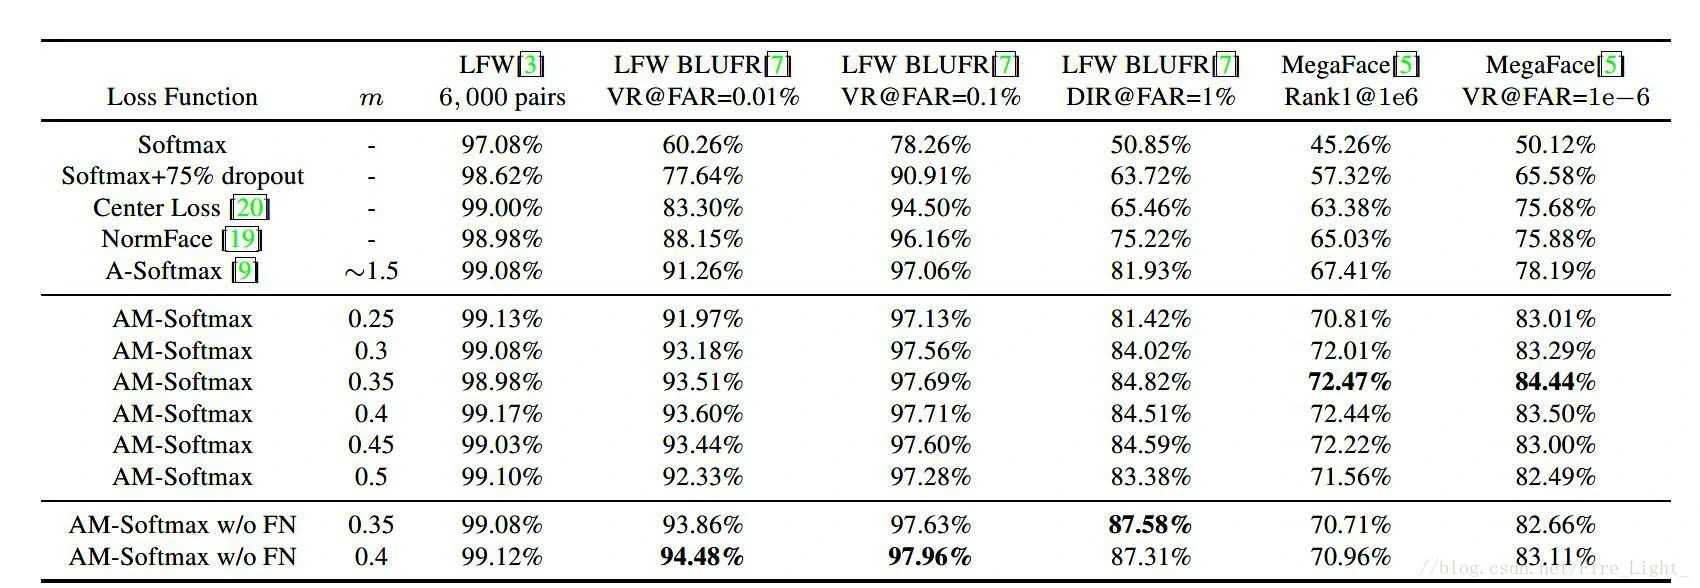 LFW[3] LFW BLUFR[7] LFW BLUFR[7] LFW BLUFR[7] MegaFace[5] MegaFace[5]
Loss Function m 6,000 pairs VR@FAR=0.01% VR@FAR=0.1% DIR@FAR=1% Rank1@1e6 VR@FAR=1e−6
Softmax - 97.08% 60.26% 78.26% 50.85% 45.26% 50.12%
Softmax+75% dropout - 98.62% 77.64% 90.91% 63.72% 57.32% 65.58%
Center Loss [20] - 99.00% 83.30% 94.50% 65.46% 63.38% 75.68%
NormFace [19] - 98.98% 88.15% 96.16% 75.22% 65.03% 75.88%
A-Softmax [9] ∼1.5 99.08% 91.26% 97.06% 81.93% 67.41% 78.19%
AM-Softmax 0.25 99.13% 91.97% 97.13% 81.42% 70.81% 83.01%
AM-Softmax 0.3 99.08% 93.18% 97.56% 84.02% 72.01% 83.29%
AM-Softmax 0.35 98.98% 93.51% 97.69% 84.82% 72.47% 84.44%
AM-Softmax 0.4 99.17% 93.60% 97.71% 84.51% 72.44% 83.50%
AM-Softmax 0.45 99.03% 93.44% 97.60% 84.59% 72.22% 83.00%
AM-Softmax 0.5 99.10% 92.33% 97.28% 83.38% 71.56% 82.49%
AM-Softmax w/o FN 0.35 99.08% 93.86% 97.63% 87.58% 70.71% 82.66%
AM-Softmax w/o FN 0.4 99.12% 94.48% 97.96% 87.31% 70.96% 83.11%
//blog.csdn.net/Fire_Light_